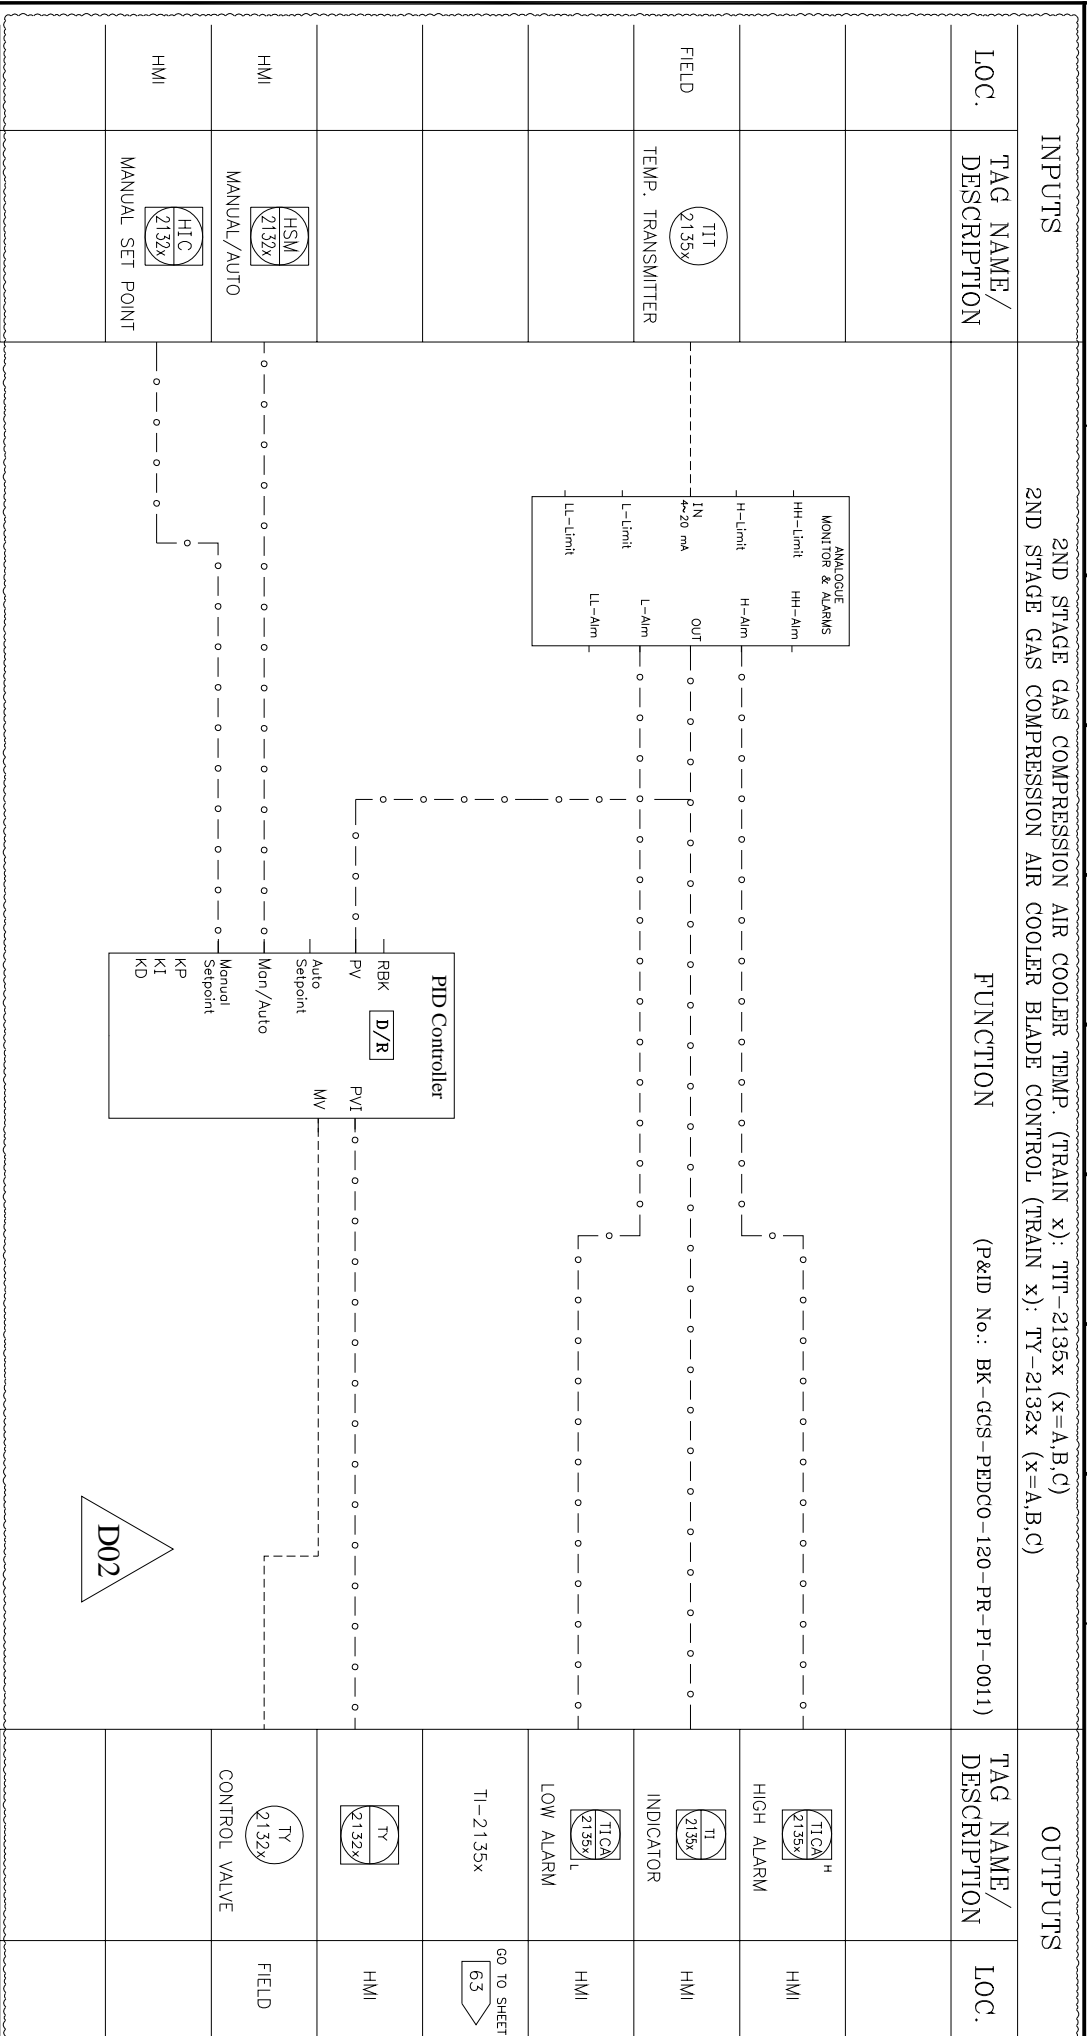 INPUTS
2ND STAGE GAS COMPRESSION AIR COOLER TEMP. (TRAIN x): TIT-2135x (x=A,B,C)
2ND STAGE GAS COMPRESSION AIR COOLER BLADE CONTROL (TRAIN x): TY-2132x (x=A,B,C)
OUTPUTS
LOC.
TAG NAME/
DESCRIPTION
FUNCTION
(P&ID No.: BK-GCS-PEDCO-120-PR-PI-0011)
TAG NAME/
DESCRIPTION
LOC.
FIELD
TIT
2135x
TEMP. TRANSMITTER
HMI
HSM
2132x
MANUAL/AUTO
HMI
HIC
2132x
MANUAL SET POINT
ANALOGUE
MONITOR & ALARMS
HH-Limit
HH-Alm
H-Limit
H-Alm
IN
4~20 mA
OUT
L-Limit
L-Alm
LL-Limit
LL-Alm
PID Controller
RBK
D/R
PV
PVI
Auto
Setpoint
MV
Man/Auto
Manual
Setpoint
KP
KI
KD
D02
TICA
2135x
H
HIGH ALARM
HMI
TI
2135x
INDICATOR
HMI
TICA
2135x
L
LOW ALARM
HMI
TI-2135x
GO TO SHEET
63
TY
2132x
HMI
TY
2132x
CONTROL VALVE
FIELD